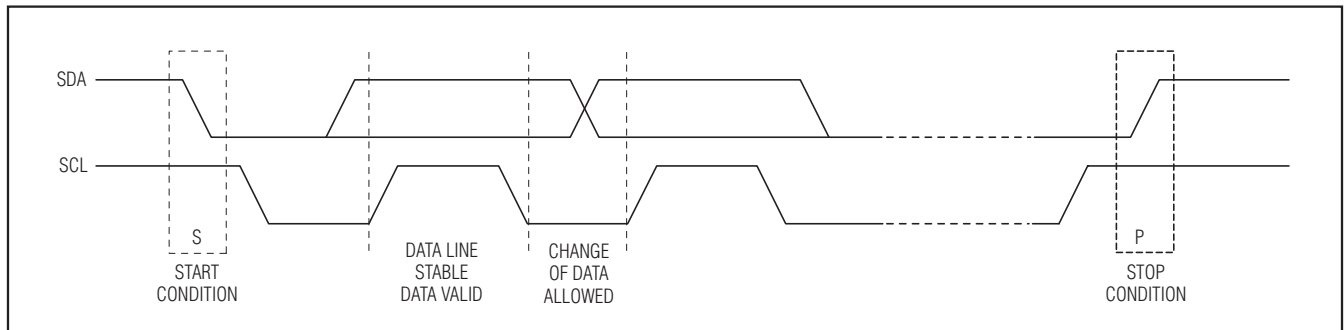 SDA
SCL
S
START
CONDITION
DATA LINE
STABLE
DATA VALID
CHANGE
OF DATA
ALLOWED
P
STOP
CONDITION